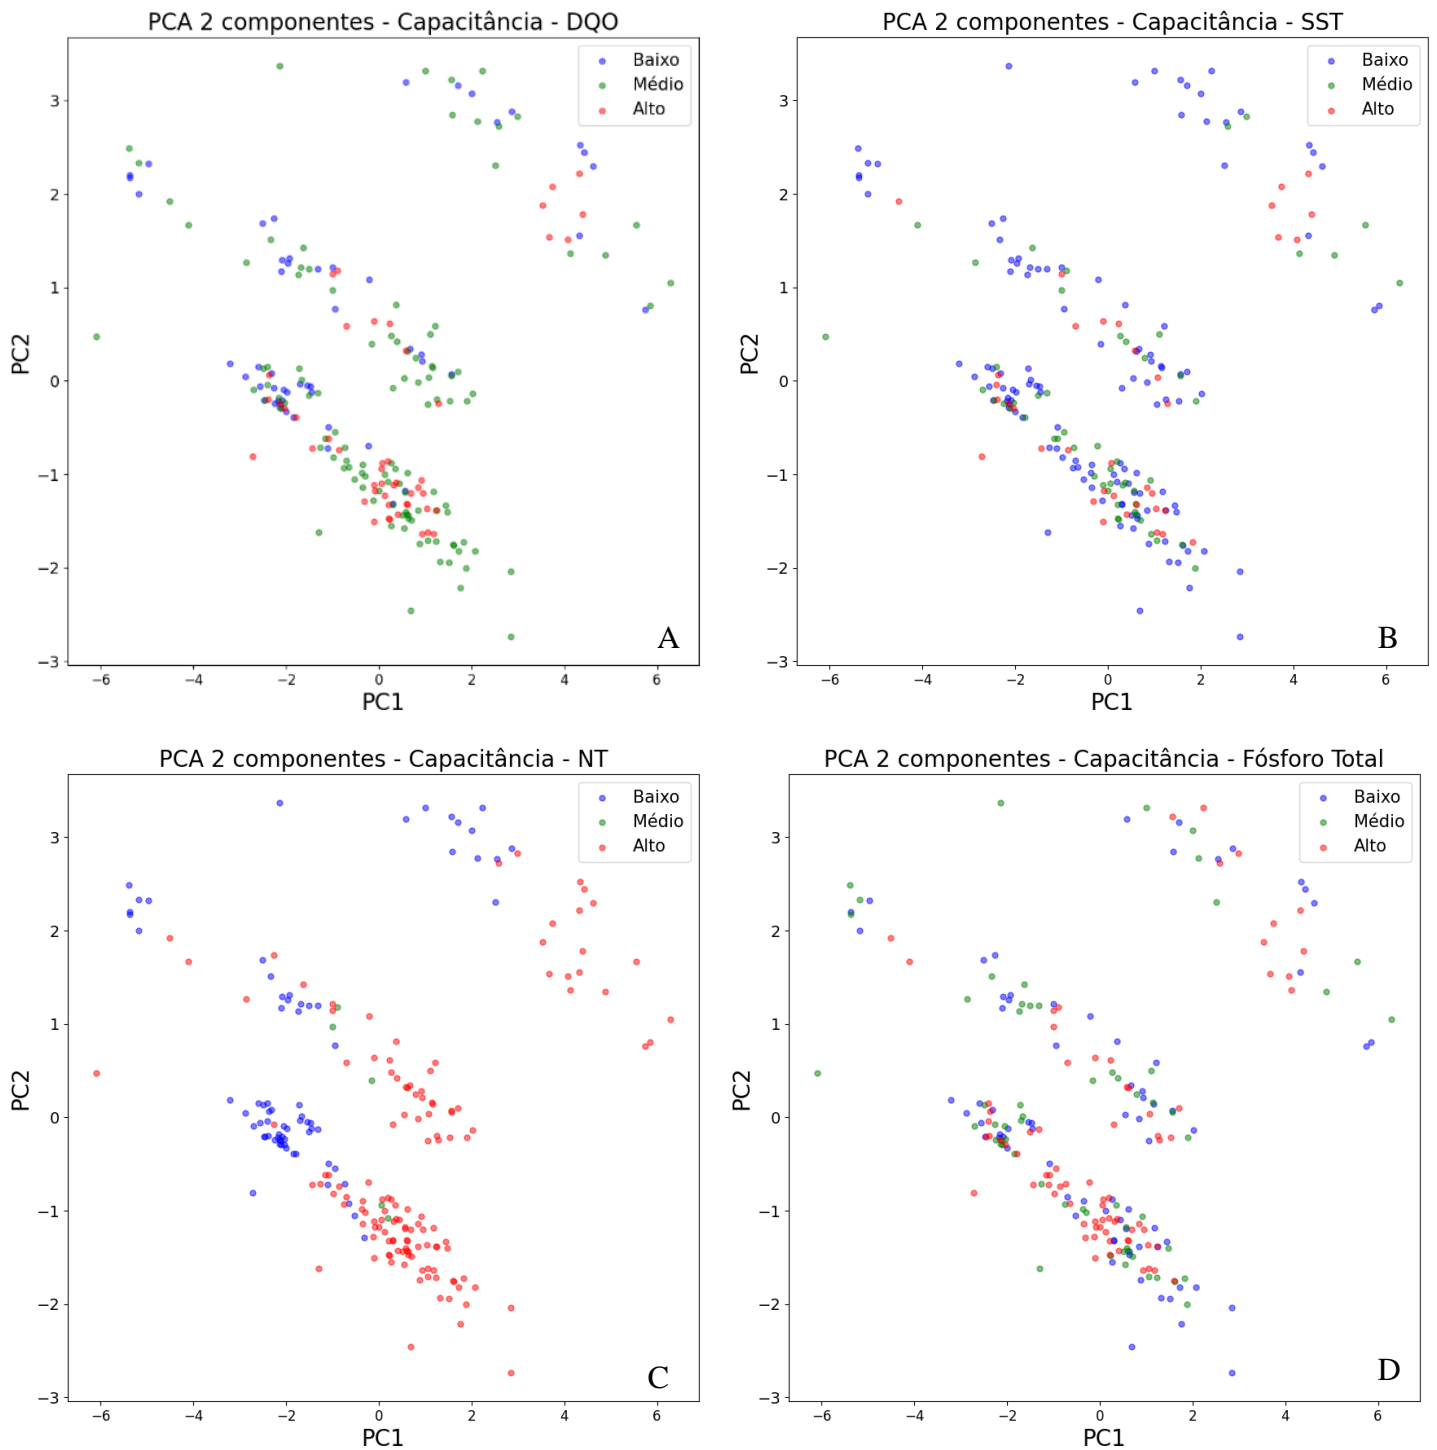 PCA 2 componentes - Capacitância - DQO
Baixo
Médio
Alto
3
2
1
0
−1
−2
−3
PC2
A
−6
−4
−2
0
2
4
6
PC1
PCA 2 componentes - Capacitância - SST
Baixo
Médio
Alto
3
2
1
0
−1
−2
−3
PC2
B
−6
−4
−2
0
2
4
6
PC1
PCA 2 componentes - Capacitância - NT
Baixo
Médio
Alto
3
2
1
0
−1
−2
−3
PC2
C
−6
−4
−2
0
2
4
6
PC1
PCA 2 componentes - Capacitância - Fósforo Total
Baixo
Médio
Alto
3
2
1
0
−1
−2
−3
PC2
D
−6
−4
−2
0
2
4
6
PC1